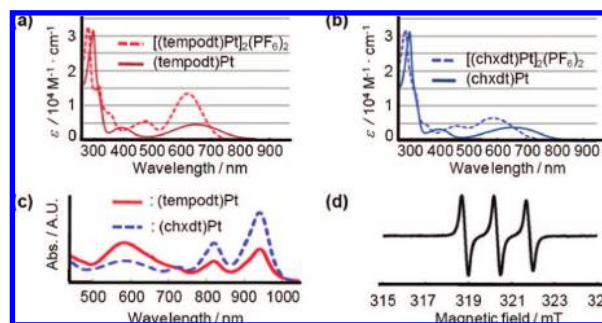 (a)
[(tempodt)Pt]₂(PF₆)₂
(tempodt)Pt
ε / 10⁴ M⁻¹ · cm⁻¹
3
2
1
0
300 400 500 600 700 800 900
Wavelength / nm
(b)
[(chxdt)Pt]₂(PF₆)₂
(chxdt)Pt
ε / 10⁴ M⁻¹ · cm⁻¹
3
2
1
0
300 400 500 600 700 800 900
Wavelength / nm
(c)
: (tempodt)Pt
: (chxdt)Pt
Abs. / A.U.
500 600 700 800 900 1000
Wavelength / nm
(d)
315 317 319 321 323
Magnetic field / mT